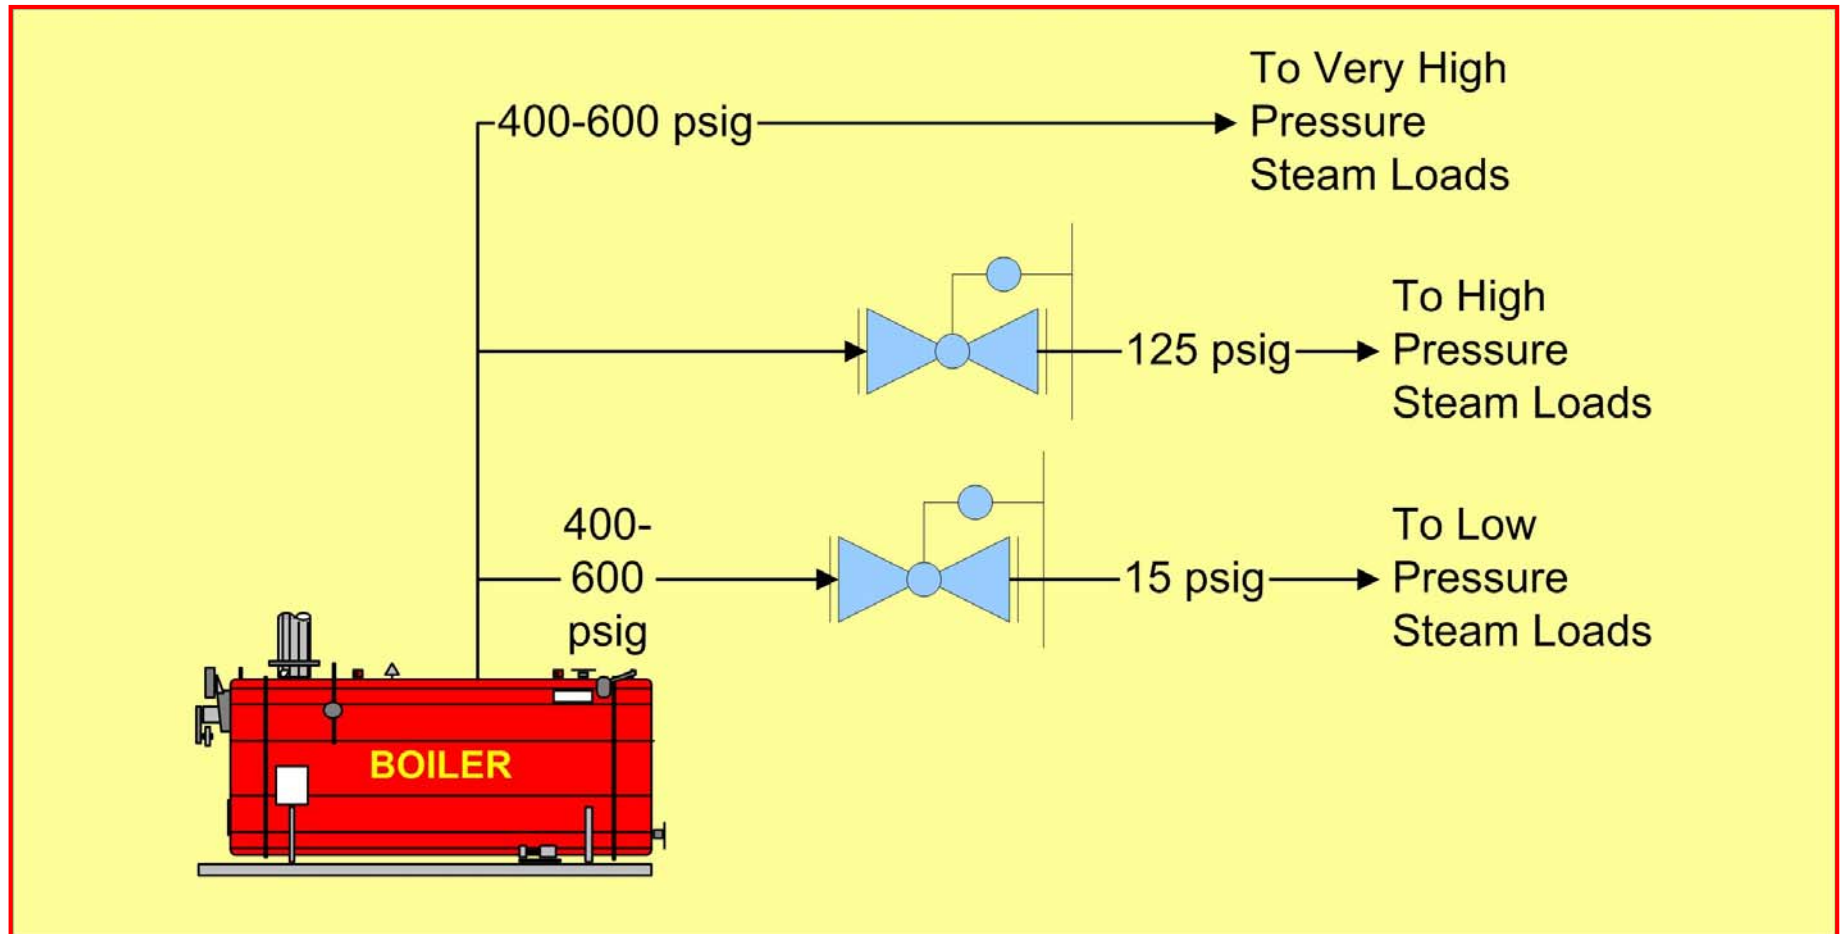 To Very High
400-600 psig
Pressure
Steam Loads
To High
125 psig
Pressure
Steam Loads
400-
600
psig
15 psig
To Low
Pressure
Steam Loads
BOILER